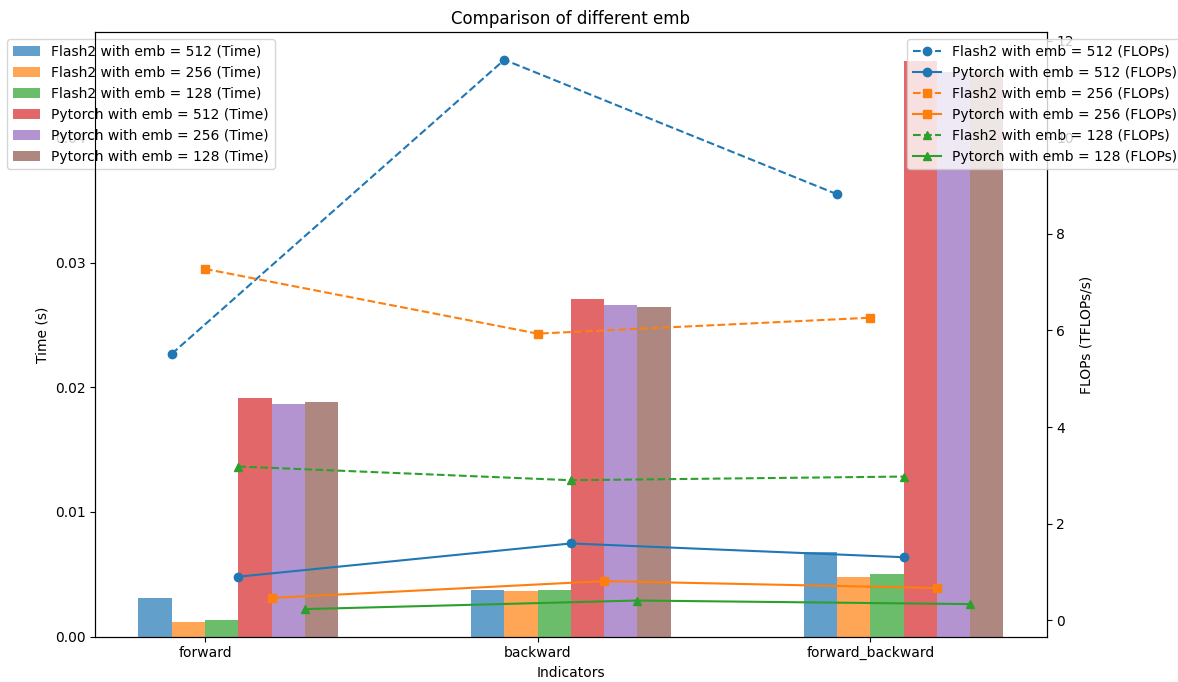 Comparison of different emb
Flash2 with emb = 512 (Time)
Flash2 with emb = 256 (Time)
Flash2 with emb = 128 (Time)
Pytorch with emb = 512 (Time)
Pytorch with emb = 256 (Time)
Pytorch with emb = 128 (Time)
Flash2 with emb = 512 (FLOPs)
Pytorch with emb = 512 (FLOPs)
Flash2 with emb = 256 (FLOPs)
Pytorch with emb = 256 (FLOPs)
Flash2 with emb = 128 (FLOPs)
Pytorch with emb = 128 (FLOPs)
0.03
0.02
0.01
0.00
Time (s)
12
10
8
6
4
2
0
FLOPs (TFLOPs/s)
forward
backward
forward_backward
Indicators